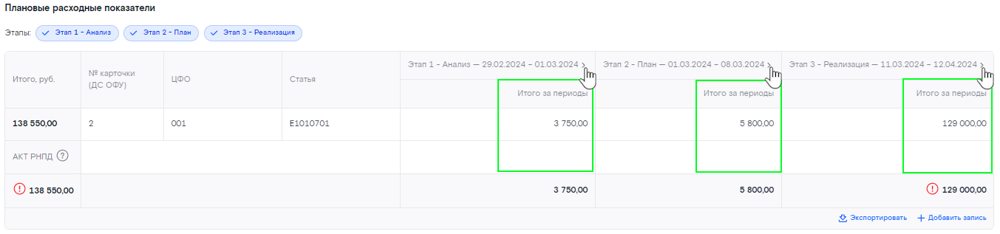 Плановые расходные показатели
Этапы: Этап 1 - Анализ Этап 2 - План Этап 3 - Реализация
Итого, руб. № карточки (ДС ОФУ) ЦФО Статья Этап 1 - Анализ — 29.02.2024 – 01.03.2024 Этап 2 - План — 01.03.2024 – 08.03.2024 Этап 3 - Реализация — 11.03.2024 – 12.04.2024
Итого за периоды Итого за периоды Итого за периоды
138 550,00 2 001 E1010701 3 750,00 5 800,00 129 000,00
АКТ РНПД ?
! 138 550,00 3 750,00 5 800,00 ! 129 000,00
Экспортировать + Добавить запись